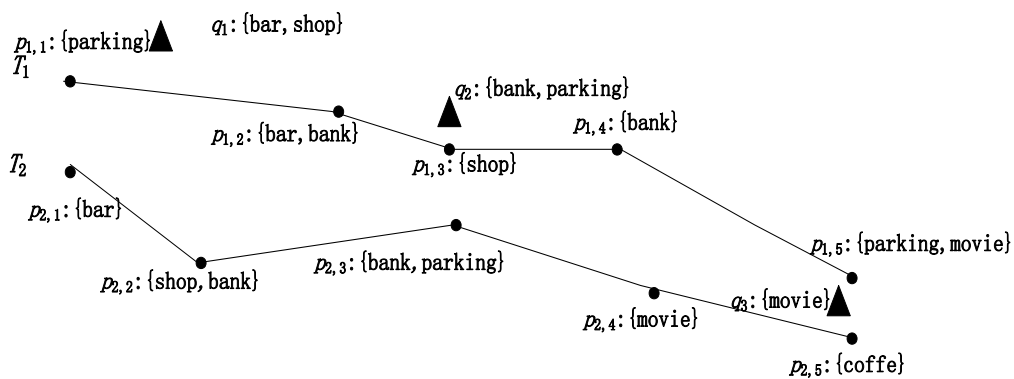 q1: {bar, shop}
p1,1: {parking}
T1
q2: {bank, parking}
p1,2: {bar, bank}
p1,4: {bank}
p1,3: {shop}
T2
p2,1: {bar}
p1,5: {parking, movie}
p2,3: {bank, parking}
p2,2: {shop, bank}
q3: {movie}
p2,4: {movie}
p2,5: {coffe}